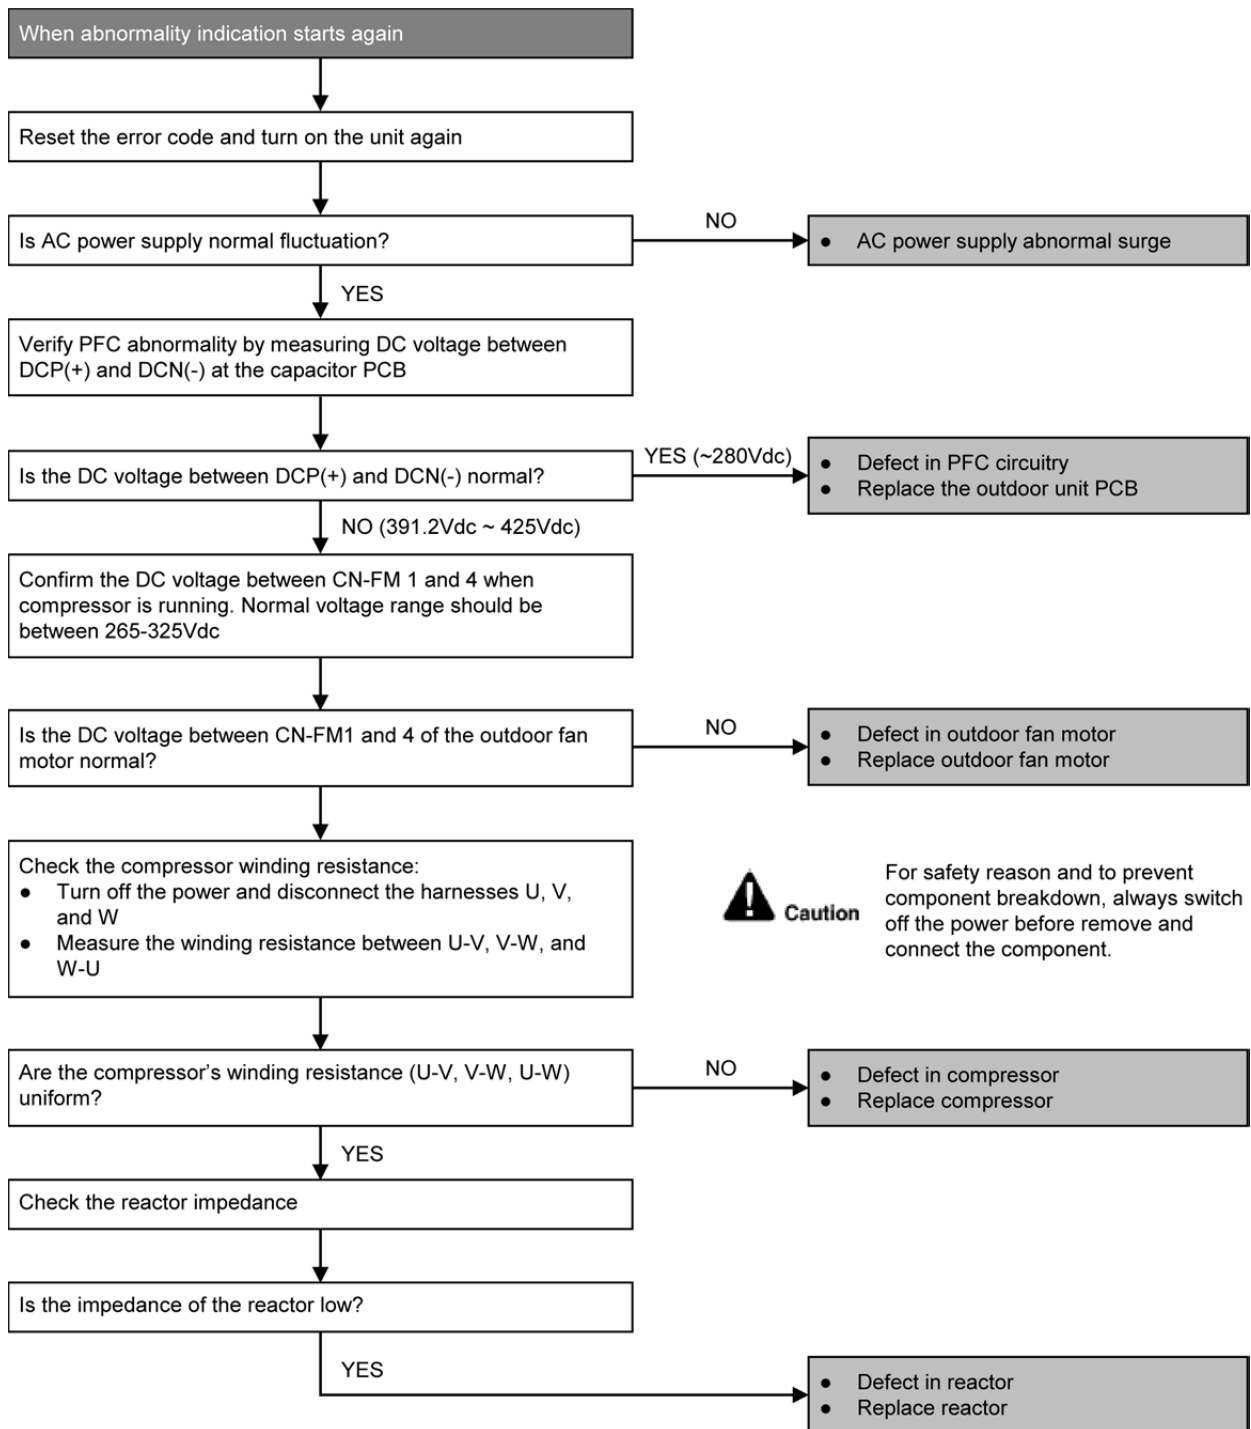 When abnormality indication starts again
Reset the error code and turn on the unit again
Is AC power supply normal fluctuation?
NO
● AC power supply abnormal surge
YES
Verify PFC abnormality by measuring DC voltage between
DCP(+) and DCN(-) at the capacitor PCB
Is the DC voltage between DCP(+) and DCN(-) normal?
YES (~280Vdc)
● Defect in PFC circuitry
● Replace the outdoor unit PCB
NO (391.2Vdc ~ 425Vdc)
Confirm the DC voltage between CN-FM 1 and 4 when
compressor is running. Normal voltage range should be
between 265-325Vdc
Is the DC voltage between CN-FM1 and 4 of the outdoor fan
motor normal?
NO
● Defect in outdoor fan motor
● Replace outdoor fan motor
Check the compressor winding resistance:
● Turn off the power and disconnect the harnesses U, V,
and W
● Measure the winding resistance between U-V, V-W, and
W-U
Caution
For safety reason and to prevent
component breakdown, always switch
off the power before remove and
connect the component.
Are the compressor's winding resistance (U-V, V-W, U-W)
uniform?
NO
● Defect in compressor
● Replace compressor
YES
Check the reactor impedance
Is the impedance of the reactor low?
YES
● Defect in reactor
● Replace reactor